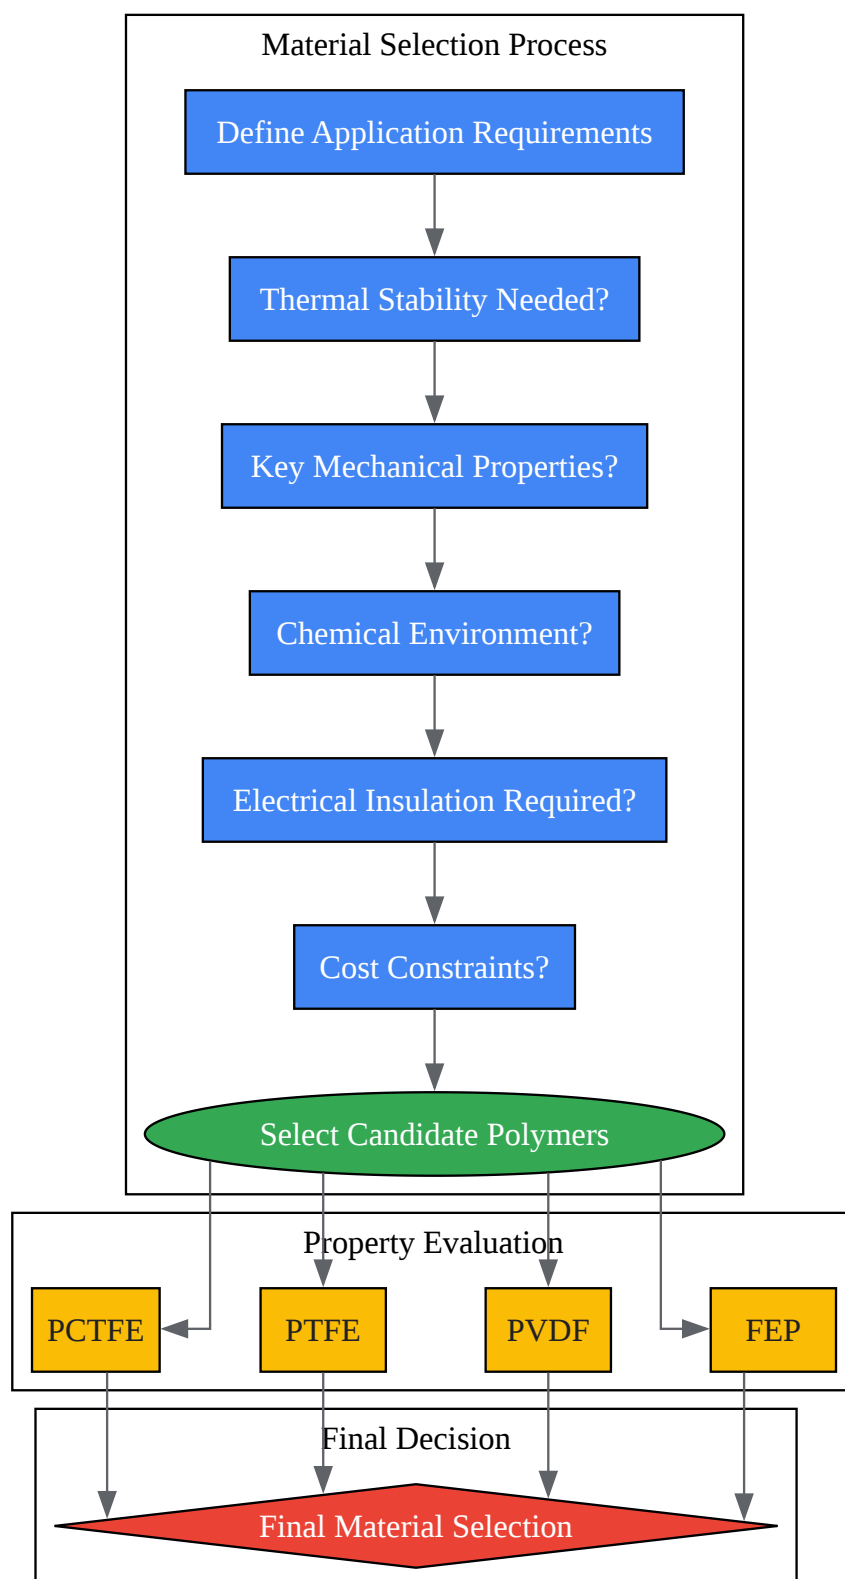 Material Selection Process
Define Application Requirements
Thermal Stability Needed?
Key Mechanical Properties?
Chemical Environment?
Electrical Insulation Required?
Cost Constraints?
Select Candidate Polymers
Property Evaluation
PCTFE
PTFE
PVDF
FEP
Final Decision
Final Material Selection